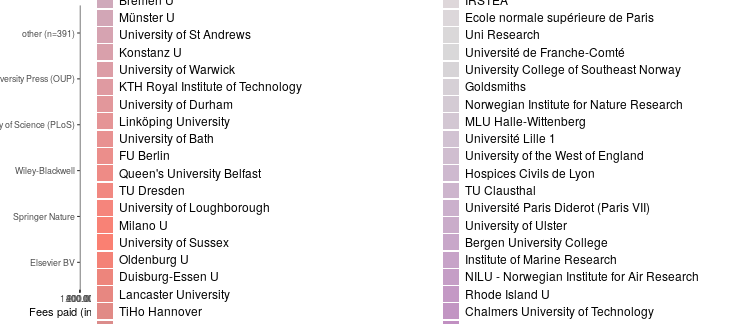 other (n=391)
versity Press (OUP)
y of Science (PLoS)
Wiley-Blackwell
Springer Nature
Elsevier BV
Fees paid (in
Bremen U
Münster U
University of St Andrews
Konstanz U
University of Warwick
KTH Royal Institute of Technology
University of Durham
Linköping University
University of Bath
FU Berlin
Queen's University Belfast
TU Dresden
University of Loughborough
Milano U
University of Sussex
Oldenburg U
Duisburg-Essen U
Lancaster University
TiHo Hannover
IRSTEA
Ecole normale supérieure de Paris
Uni Research
Université de Franche-Comté
University College of Southeast Norway
Goldsmiths
Norwegian Institute for Nature Research
MLU Halle-Wittenberg
Université Lille 1
University of the West of England
Hospices Civils de Lyon
TU Clausthal
Université Paris Diderot (Paris VII)
University of Ulster
Bergen University College
Institute of Marine Research
NILU - Norwegian Institute for Air Research
Rhode Island U
Chalmers University of Technology